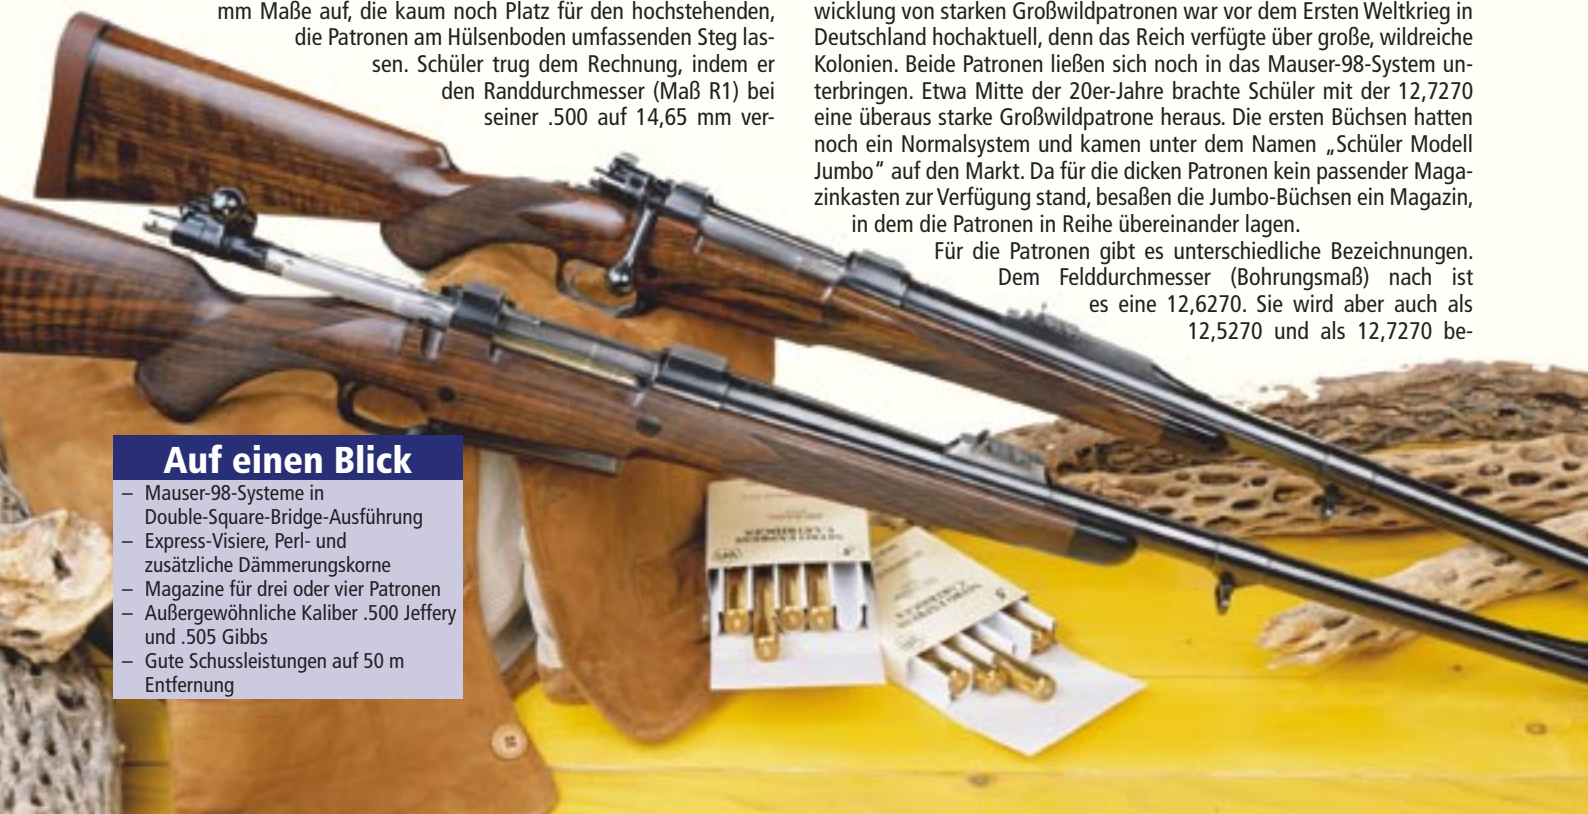 mm Maße auf, die kaum noch Platz für den hochstehenden,
die Patronen am Hülsenboden umfassenden Steg las-
sen. Schüler trug dem Rechnung, indem er
den Randdurchmesser (Maß R1) bei
seiner .500 auf 14,65 mm ver-
wicklung von starken Großwildpatronen war vor dem Ersten Weltkrieg in
Deutschland hochaktuell, denn das Reich verfügte über große, wildreiche
Kolonien. Beide Patronen ließen sich noch in das Mauser-98-System un-
terbringen. Etwa Mitte der 20er-Jahre brachte Schüler mit der 12,7270
eine überaus starke Großwildpatrone heraus. Die ersten Büchsen hatten
noch ein Normalsystem und kamen unter dem Namen „Schüler Modell
Jumbo“ auf den Markt. Da für die dicken Patronen kein passender Maga-
zinkasten zur Verfügung stand, besaßen die Jumbo-Büchsen ein Magazin,
in dem die Patronen in Reihe übereinander lagen.
Für die Patronen gibt es unterschiedliche Bezeichnungen.
Dem Felddurchmesser (Bohrungsmaß) nach ist
es eine 12,6270. Sie wird aber auch als
12,5270 und als 12,7270 be-
Auf einen Blick
– Mauser-98-Systeme in
Double-Square-Bridge-Ausführung
– Express-Visiere, Perl- und
zusätzliche Dämmerungskorne
– Magazine für drei oder vier Patronen
– Außergewöhnliche Kaliber .500 Jeffery
und .505 Gibbs
– Gute Schussleistungen auf 50 m
Entfernung